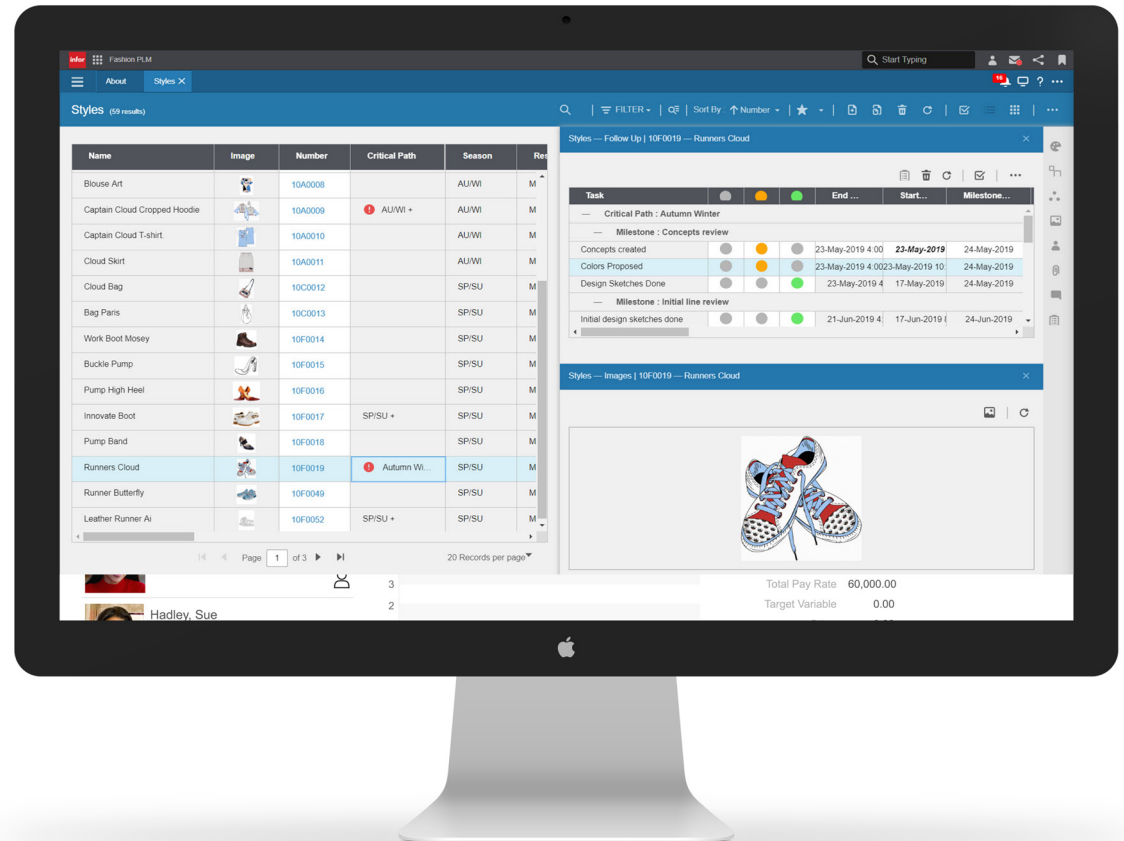 infor Fashion PLM Start Typing
About Styles 16 ?
Styles (59 results) FILTER Sort By: Number
Name Image Number Critical Path Season Res
Blouse Art 10A0008 AU/WI M
Captain Cloud Cropped Hoodie 10A0009 AU/WI + AU/WI M
Captain Cloud T-shirt. 10A0010 AU/WI M
Cloud Skirt 10A0011 AU/WI M
Cloud Bag 10C0012 SP/SU M
Bag Paris 10C0013 SP/SU M
Work Boot Mosey 10F0014 SP/SU M
Buckle Pump 10F0015 SP/SU M
Pump High Heel 10F0016 SP/SU M
Innovate Boot 10F0017 SP/SU + SP/SU M
Pump Band 10F0018 SP/SU M
Runners Cloud 10F0019 Autumn Wi... SP/SU M
Runner Butterfly 10F0049 SP/SU M
Leather Runner Ai 10F0052 SP/SU + SP/SU M
Page 1 of 3 20 Records per page
Styles — Follow Up | 10F0019 — Runners Cloud
Task End ... Start... Milestone...
— Critical Path : Autumn Winter
— Milestone : Concepts review
Concepts created 23-May-2019 4:00 23-May-2019 24-May-2019
Colors Proposed 23-May-2019 4:00 23-May-2019 10: 24-May-2019
Design Sketches Done 23-May-2019 4 17-May-2019 24-May-2019
— Milestone : Initial line review
Initial design sketches done 21-Jun-2019 4: 17-Jun-2019 24-Jun-2019
Styles — Images | 10F0019 — Runners Cloud
3
2
Hadley, Sue
Total Pay Rate 60,000.00
Target Variable 0.00